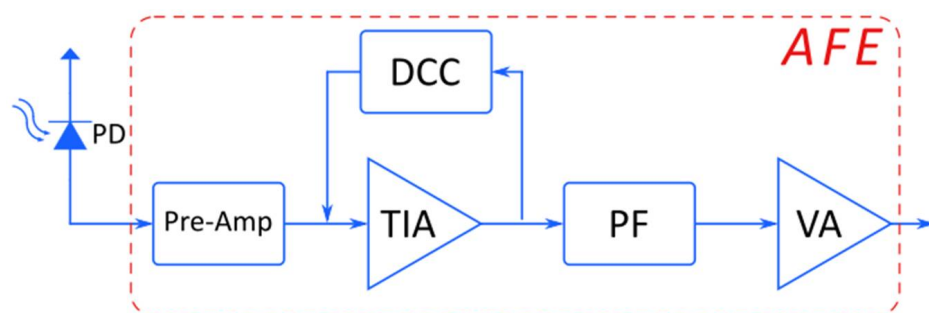 AFE
DCC
PD
Pre-Amp
TIA
PF
VA